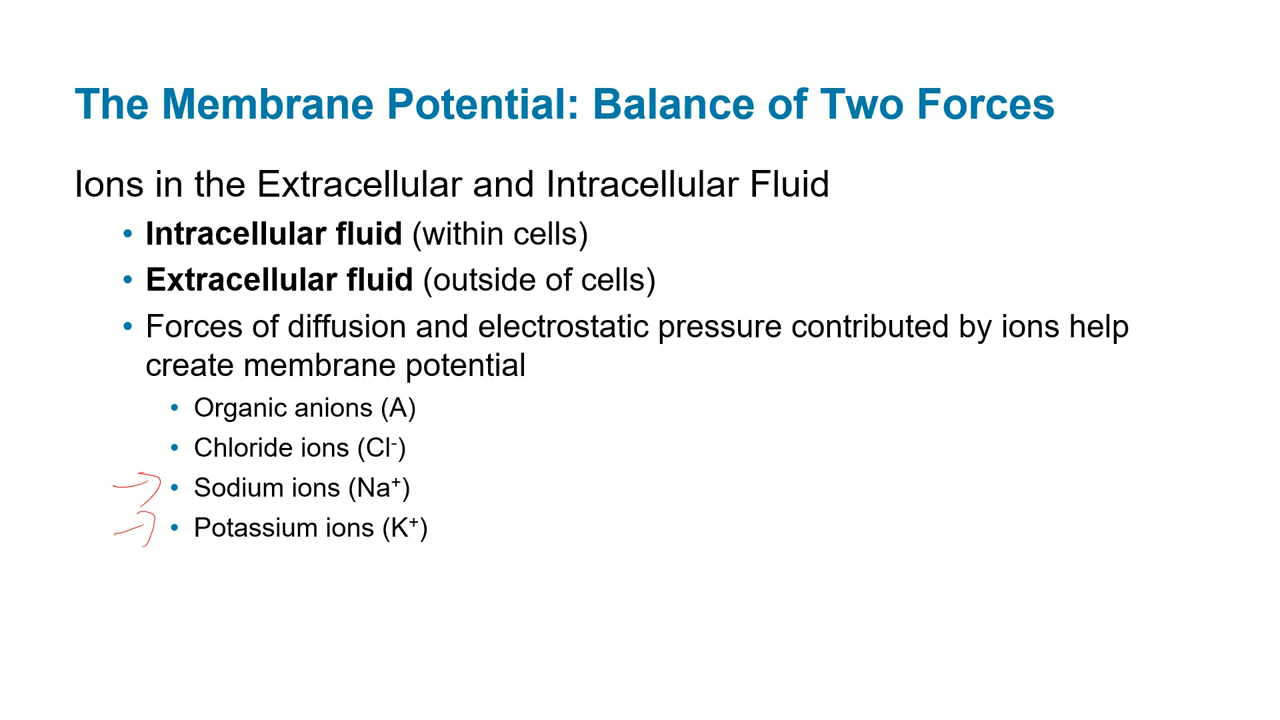 The Membrane Potential: Balance of Two Forces
Ions in the Extracellular and Intracellular Fluid
• Intracellular fluid (within cells)
• Extracellular fluid (outside of cells)
• Forces of diffusion and electrostatic pressure contributed by ions help
create membrane potential
• Organic anions (A)
• Chloride ions (Cl⁻)
• Sodium ions (Na⁺)
• Potassium ions (K⁺)